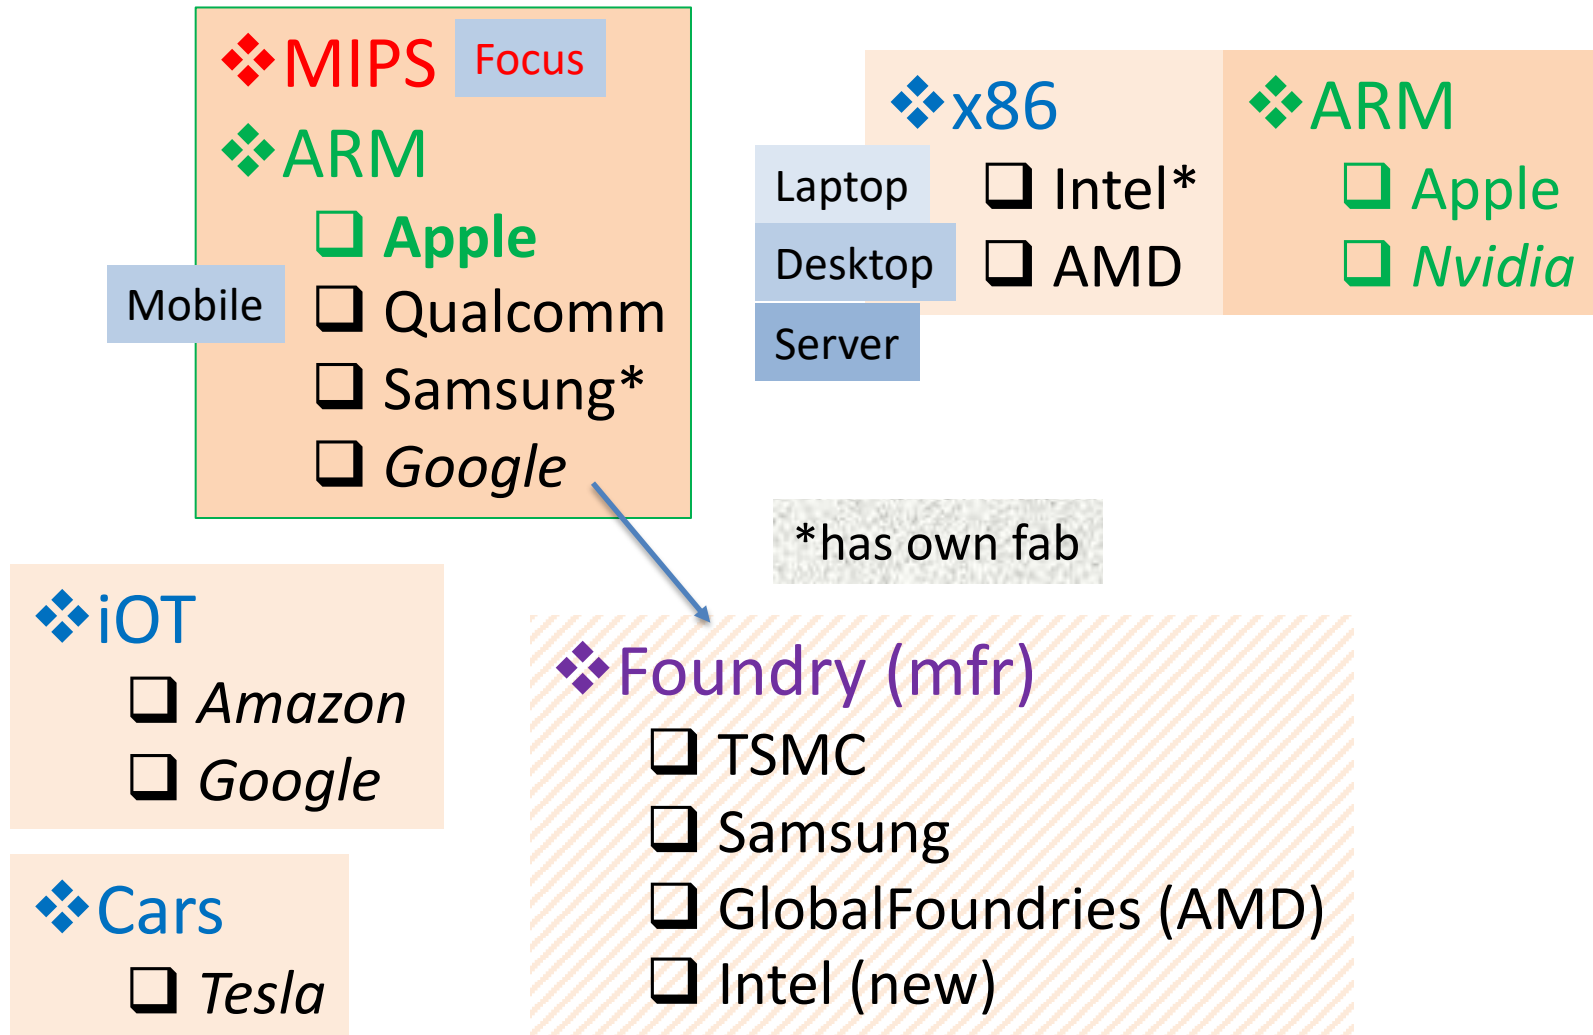 MIPS
Focus
ARM
Apple
Mobile
Qualcomm
Samsung*
Google
x86
Laptop
Intel*
Desktop
AMD
Server
ARM
Apple
Nvidia
*has own fab
iOT
Amazon
Google
Cars
Tesla
Foundry (mfr)
TSMC
Samsung
GlobalFoundries (AMD)
Intel (new)